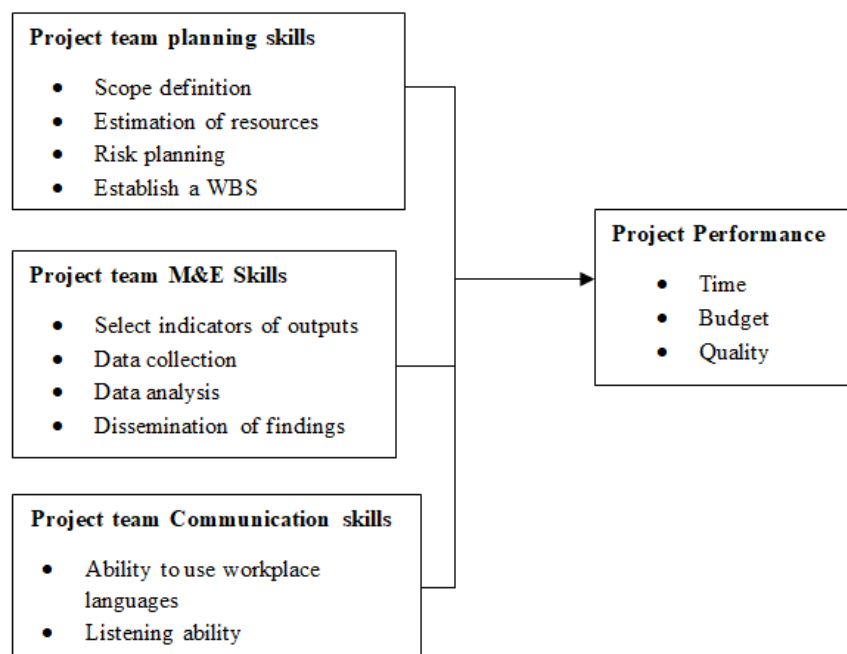 Project team planning skills
• Scope definition
• Estimation of resources
• Risk planning
• Establish a WBS
Project team M&E Skills
• Select indicators of outputs
• Data collection
• Data analysis
• Dissemination of findings
Project team Communication skills
• Ability to use workplace
languages
• Listening ability
Project Performance
• Time
• Budget
• Quality